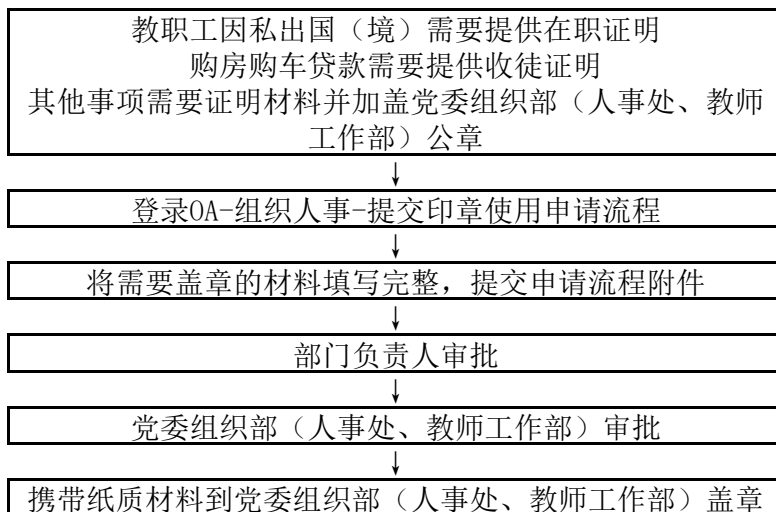 教职工因私出国（境）需要提供在职证明
购房购车贷款需要提供收徒证明
其他事项需要证明材料并加盖党委组织部（人事处、教师
工作部）公章
登录OA-组织人事-提交印章使用申请流程
将需要盖章的材料填写完整，提交申请流程附件
部门负责人审批
党委组织部（人事处、教师工作部）审批
携带纸质材料到党委组织部（人事处、教师工作部）盖章